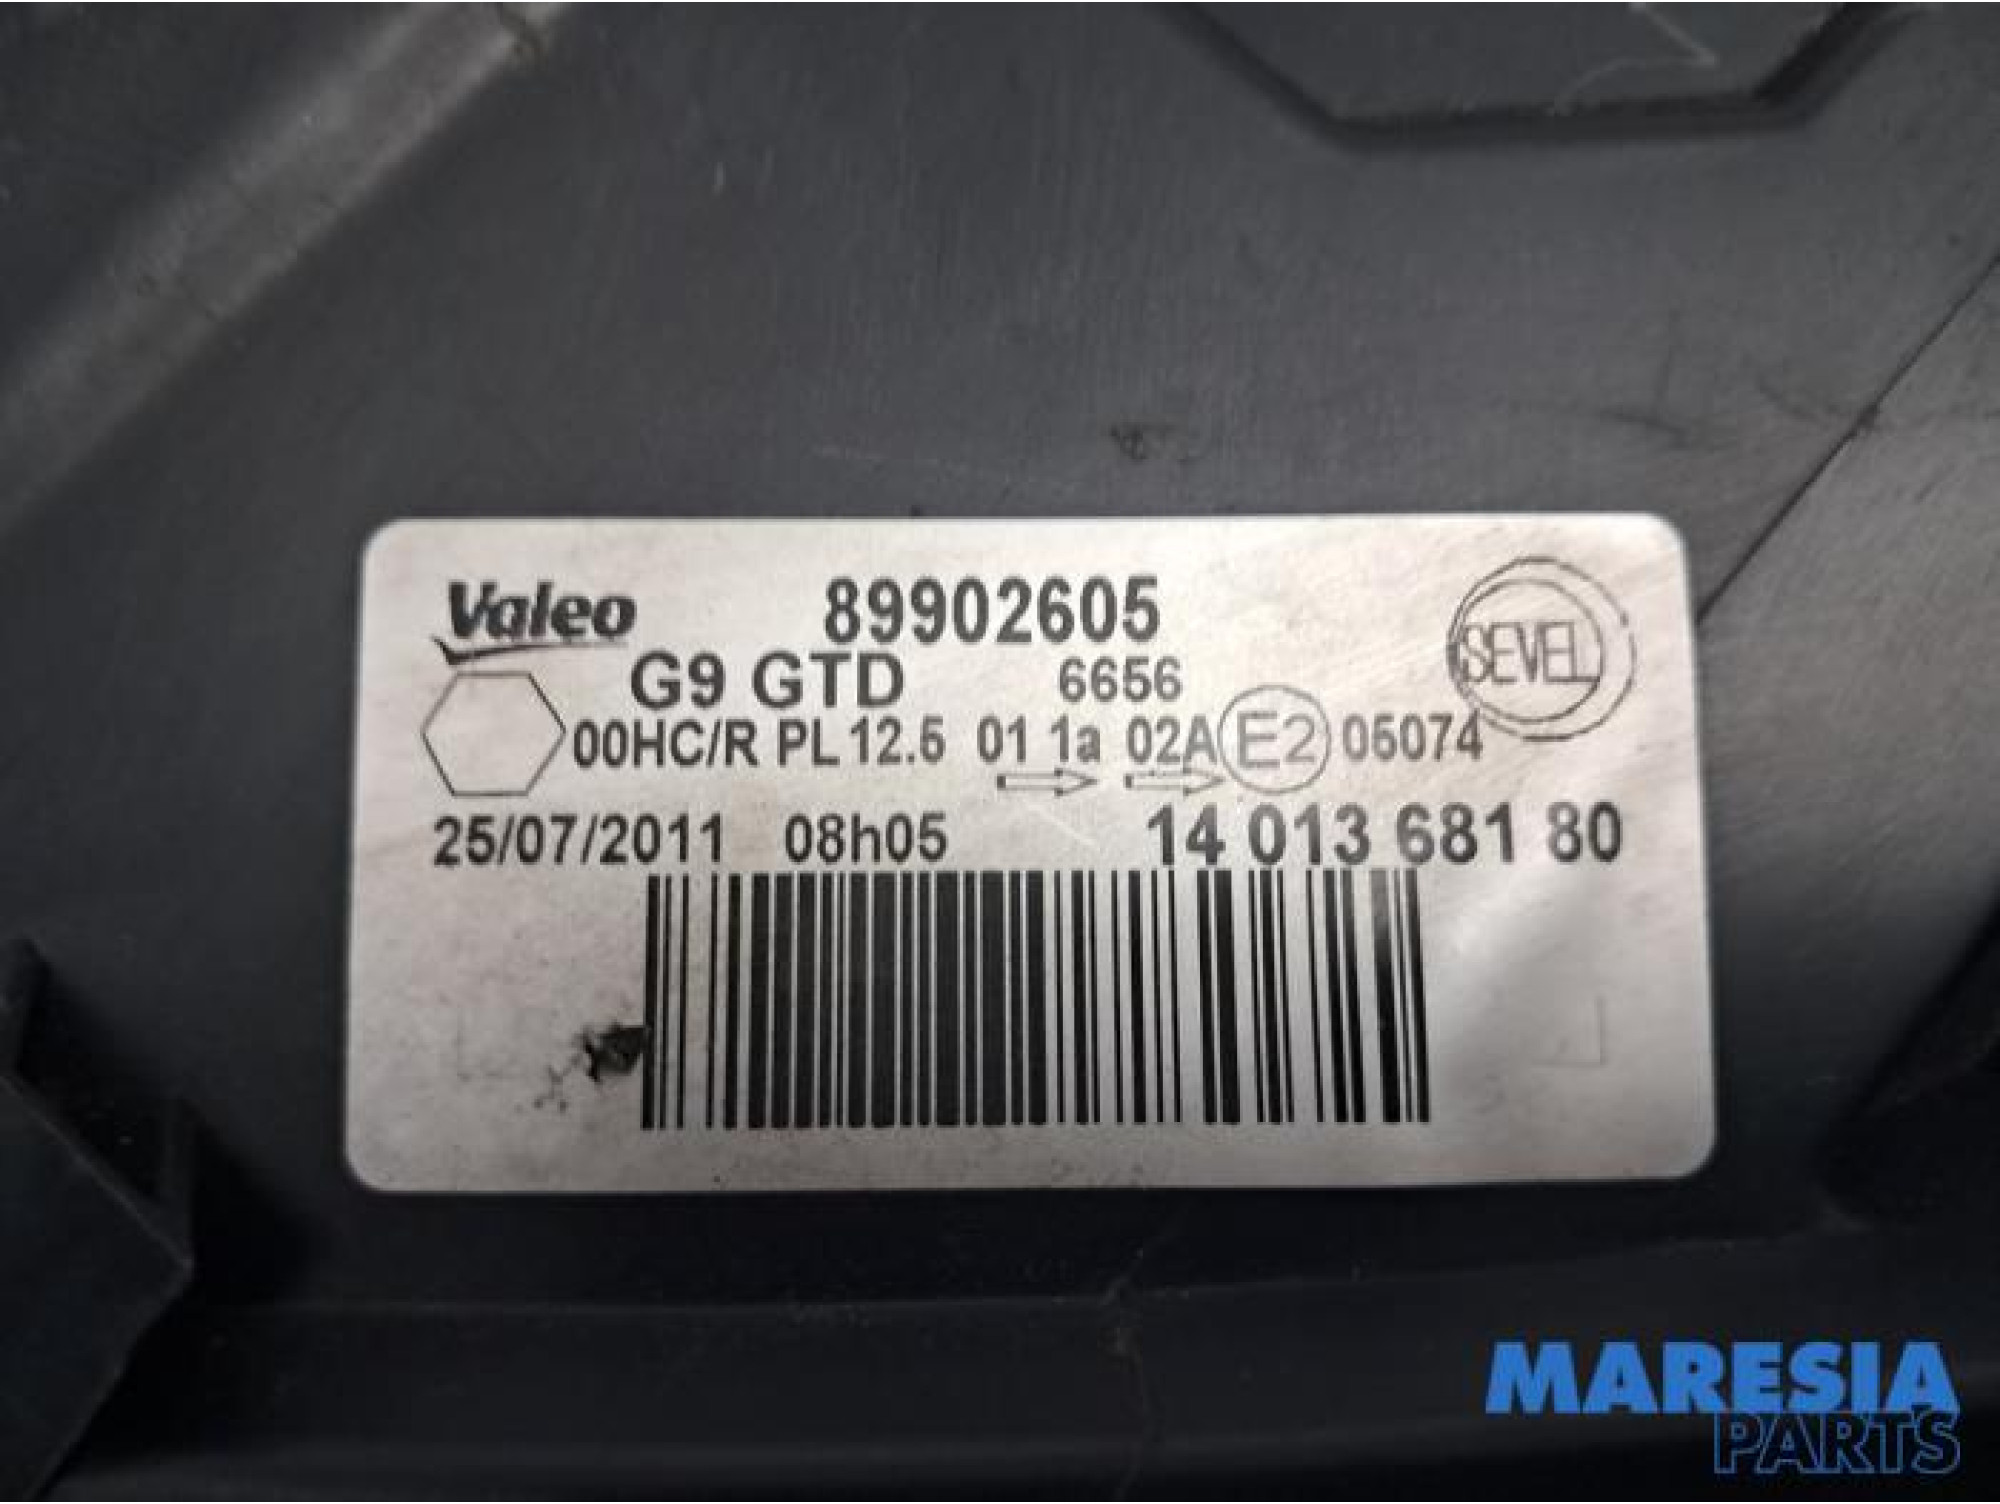 Valeo 89902605
SEVEL
G9 GTD 6656
00HC/R PL 12.5 01 1a 02A E2 05074
25/07/2011 08h05 14 013 681 80
MARESIA
PARTS